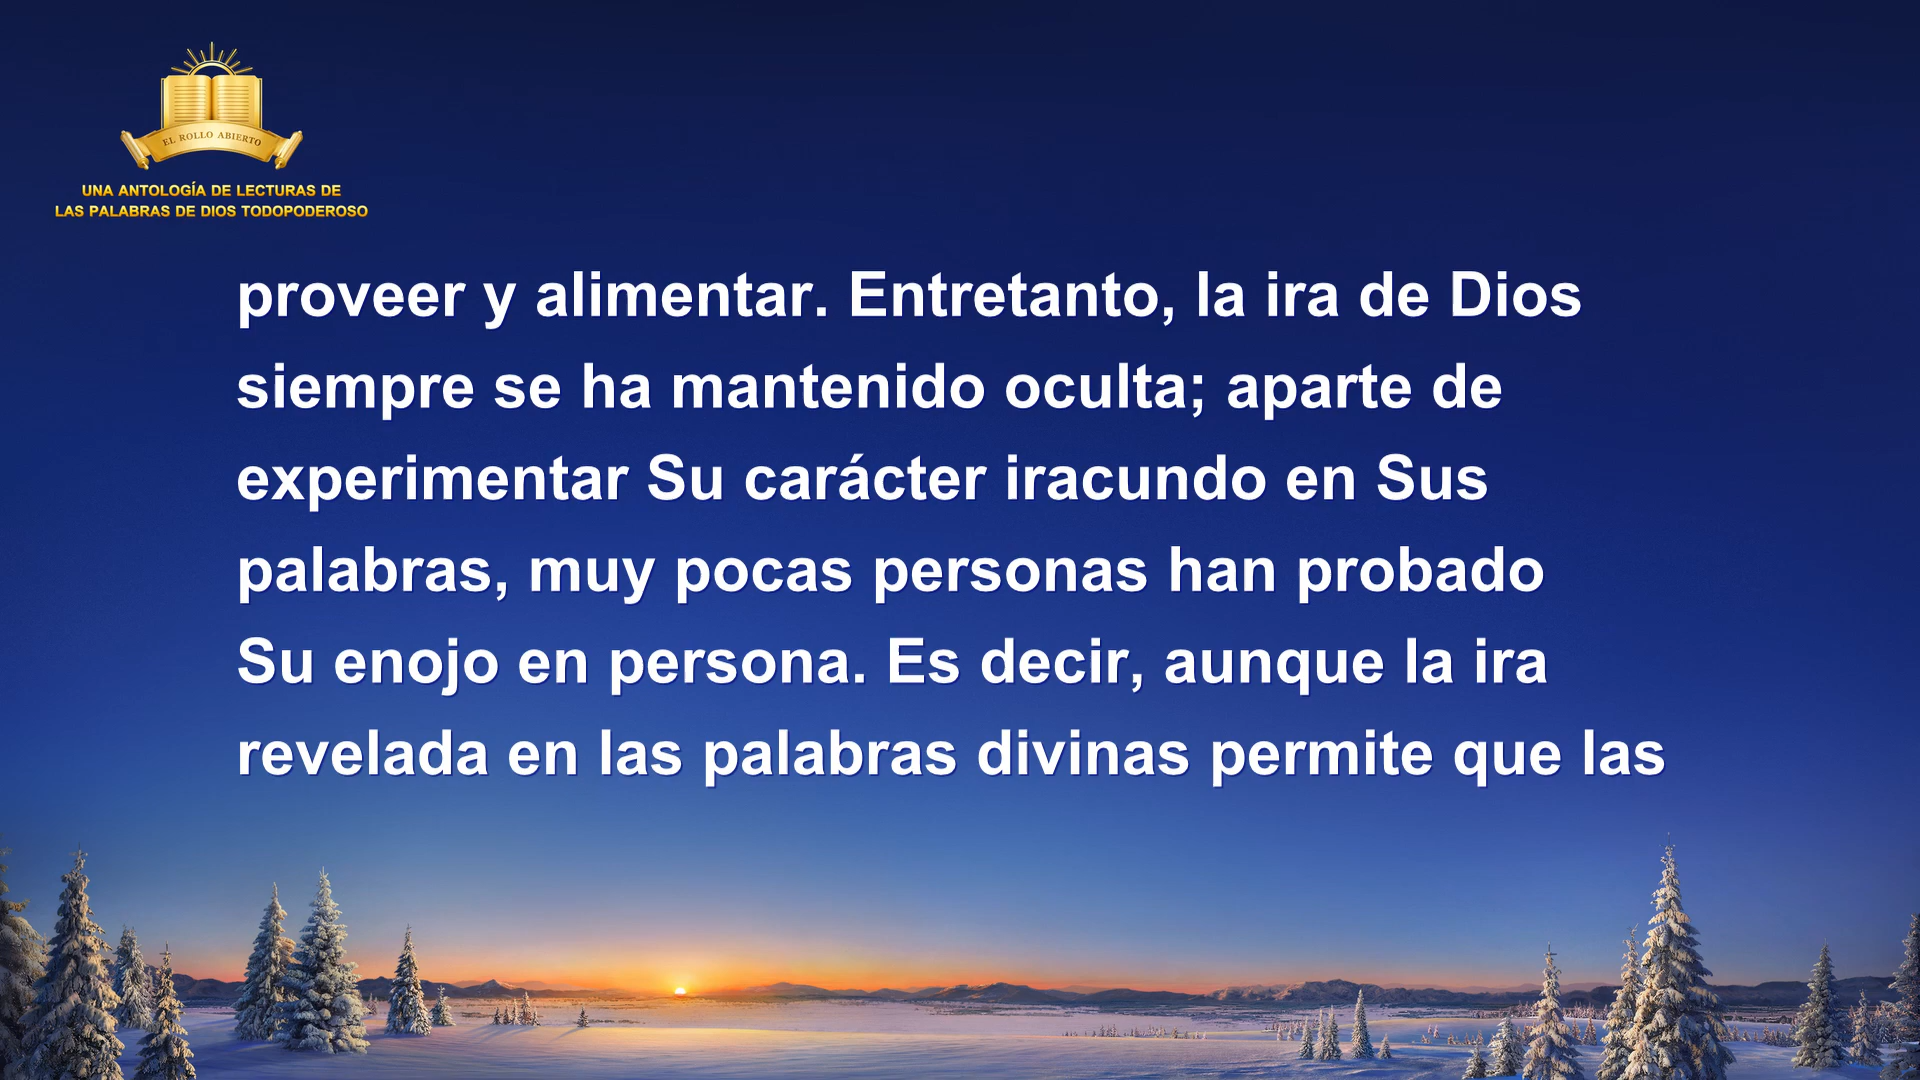 EL ROLLO ABIERTO
UNA ANTOLOGÍA DE LECTURAS DE
LAS PALABRAS DE DIOS TODOPODEROSO
proveer y alimentar. Entretanto, la ira de Dios
siempre se ha mantenido oculta; aparte de
experimentar Su carácter iracundo en Sus
palabras, muy pocas personas han probado
Su enojo en persona. Es decir, aunque la ira
revelada en las palabras divinas permite que las